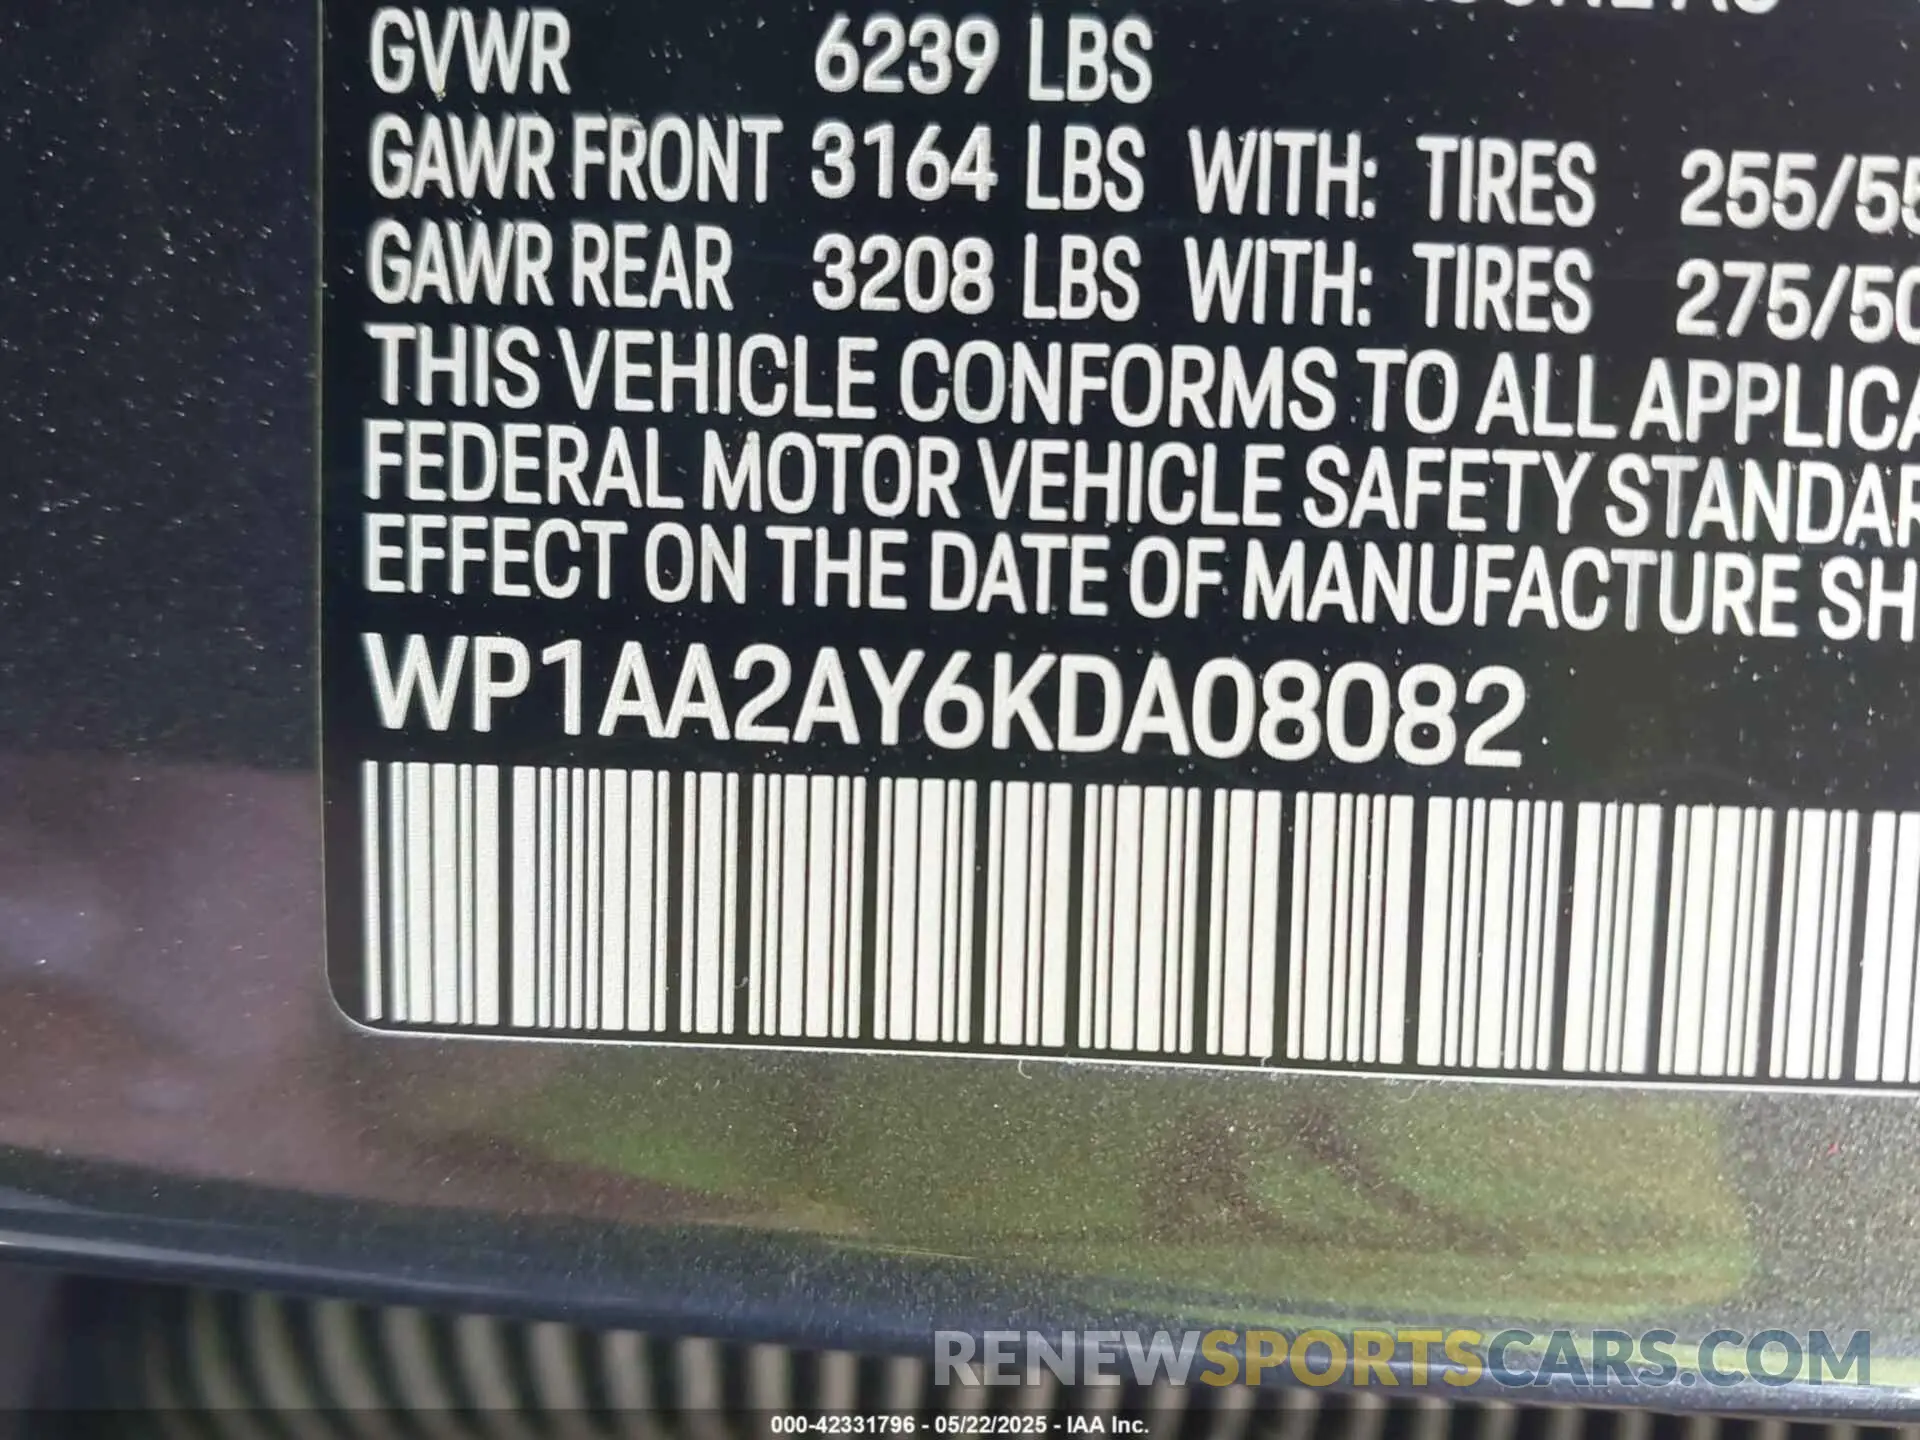 GVWR 6239 LBS
GAWR FRONT 3164 LBS WITH: TIRES 255/55
GAWR REAR 3208 LBS WITH: TIRES 275/50
THIS VEHICLE CONFORMS TO ALL APPLICA
FEDERAL MOTOR VEHICLE SAFETY STANDAR
EFFECT ON THE DATE OF MANUFACTURE SH
WP1AA2AY6KDA08082
RENEWSPORTSCARS.COM
000-42331796 - 05/22/2025 - IAA Inc.